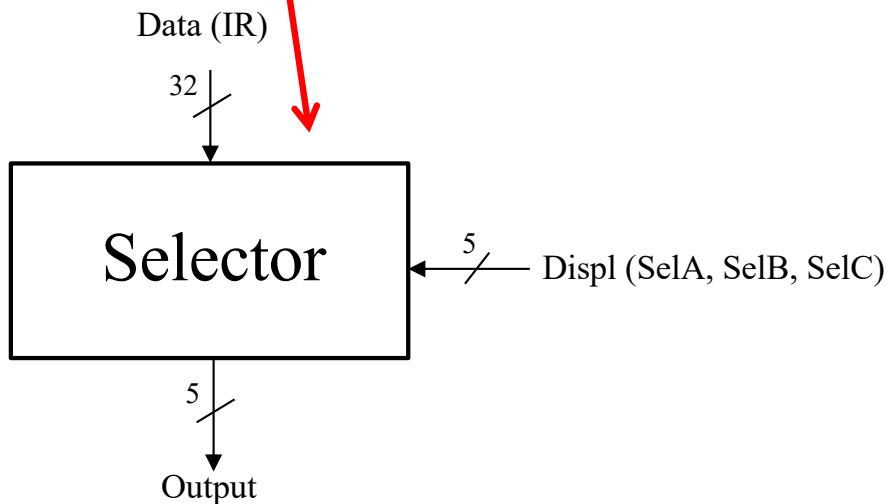 Data (IR)
32
Selector
5
Displ (SelA, SelB, SelC)
5
Output